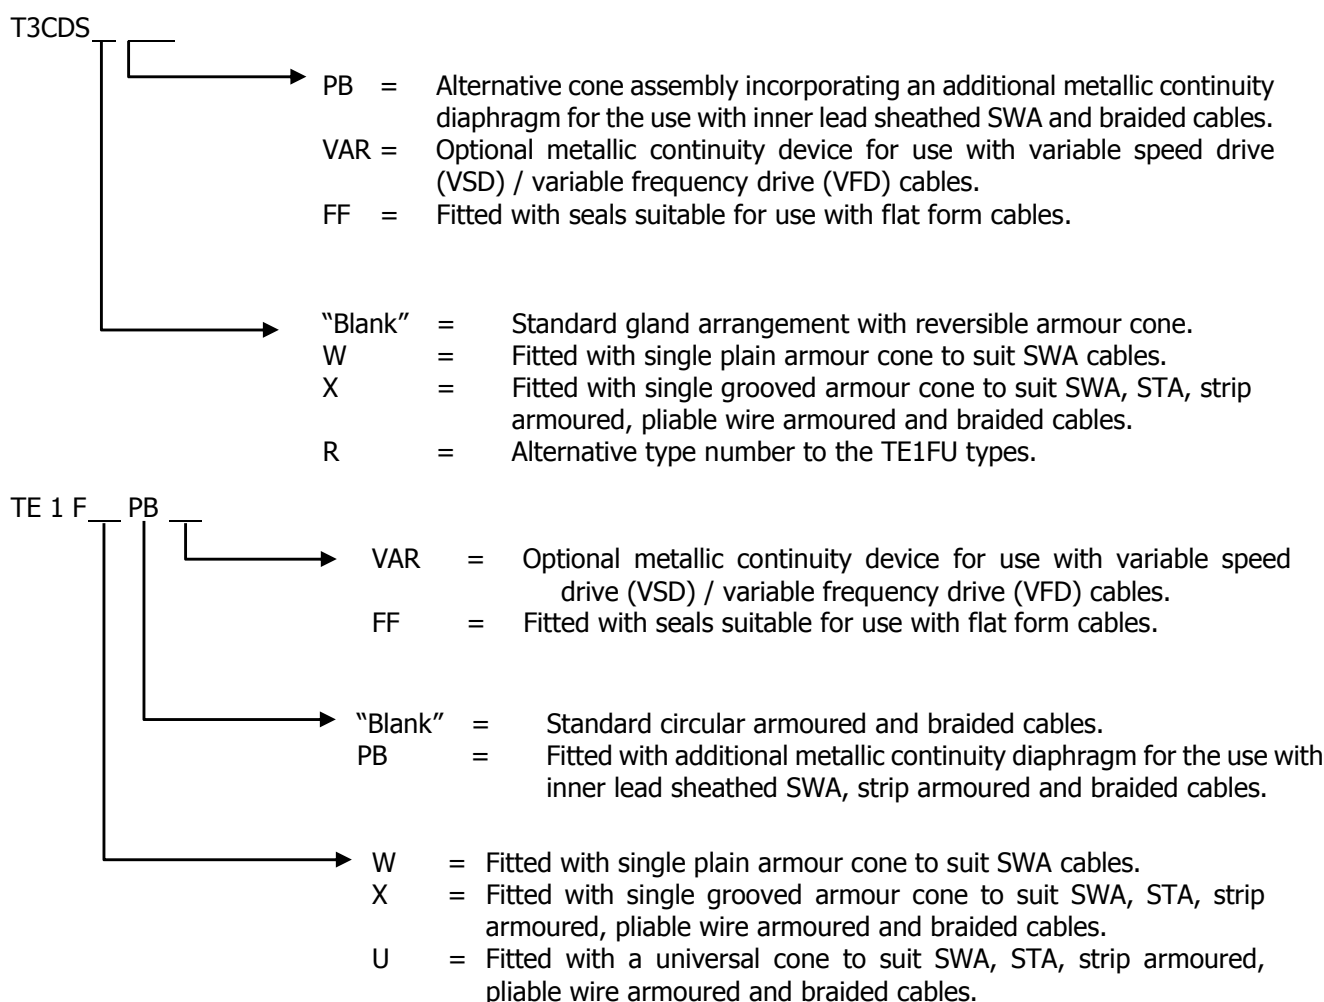 T3CDS__ ____
PB = Alternative cone assembly incorporating an additional metallic continuity
diaphragm for the use with inner lead sheathed SWA and braided cables.
VAR = Optional metallic continuity device for use with variable speed drive
(VSD) / variable frequency drive (VFD) cables.
FF = Fitted with seals suitable for use with flat form cables.
“Blank” = Standard gland arrangement with reversible armour cone.
W = Fitted with single plain armour cone to suit SWA cables.
X = Fitted with single grooved armour cone to suit SWA, STA, strip
armoured, pliable wire armoured and braided cables.
R = Alternative type number to the TE1FU types.
TE 1 F__ PB __
VAR = Optional metallic continuity device for use with variable speed
drive (VSD) / variable frequency drive (VFD) cables.
FF = Fitted with seals suitable for use with flat form cables.
“Blank” = Standard circular armoured and braided cables.
PB = Fitted with additional metallic continuity diaphragm for the use with
inner lead sheathed SWA, strip armoured and braided cables.
W = Fitted with single plain armour cone to suit SWA cables.
X = Fitted with single grooved armour cone to suit SWA, STA, strip
armoured, pliable wire armoured and braided cables.
U = Fitted with a universal cone to suit SWA, STA, strip armoured,
pliable wire armoured and braided cables.